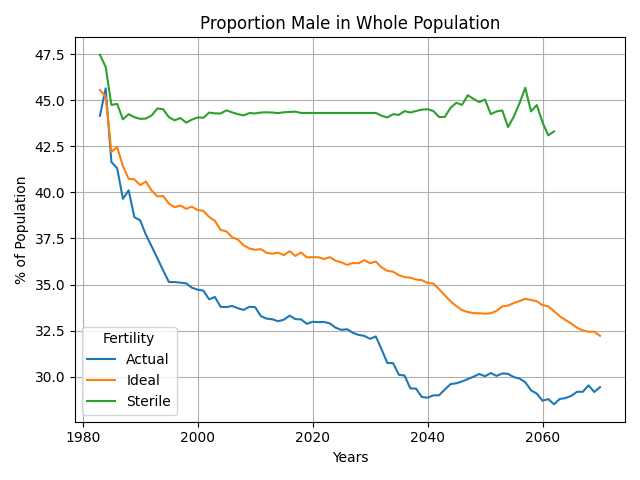 Proportion Male in Whole Population
% of Population
47.5
45.0
42.5
40.0
37.5
35.0
32.5
30.0
Fertility
Actual
Ideal
Sterile
1980
2000
2020
2040
2060
Years